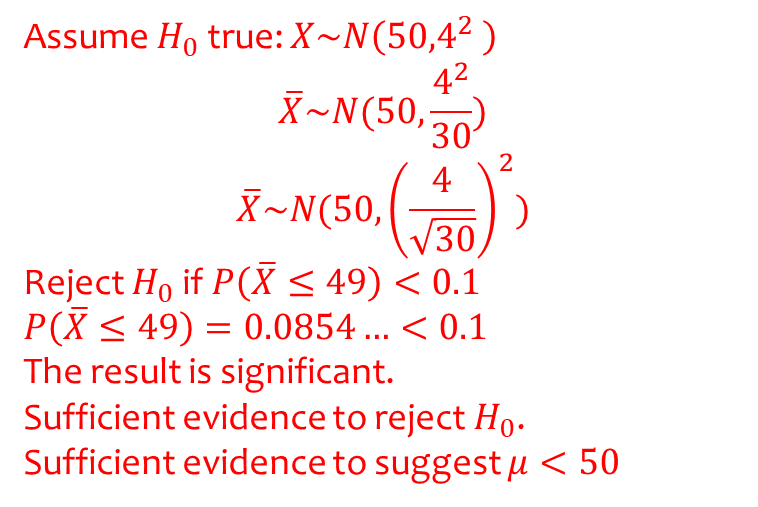 Assume H₀ true: X~N(50,4² )
X̄~N(50,4²/30)
X̄~N(50,(4/√30)²)
Reject H₀ if P(X̄ ≤ 49) < 0.1
P(X̄ ≤ 49) = 0.0854 … < 0.1
The result is significant.
Sufficient evidence to reject H₀.
Sufficient evidence to suggest μ < 50